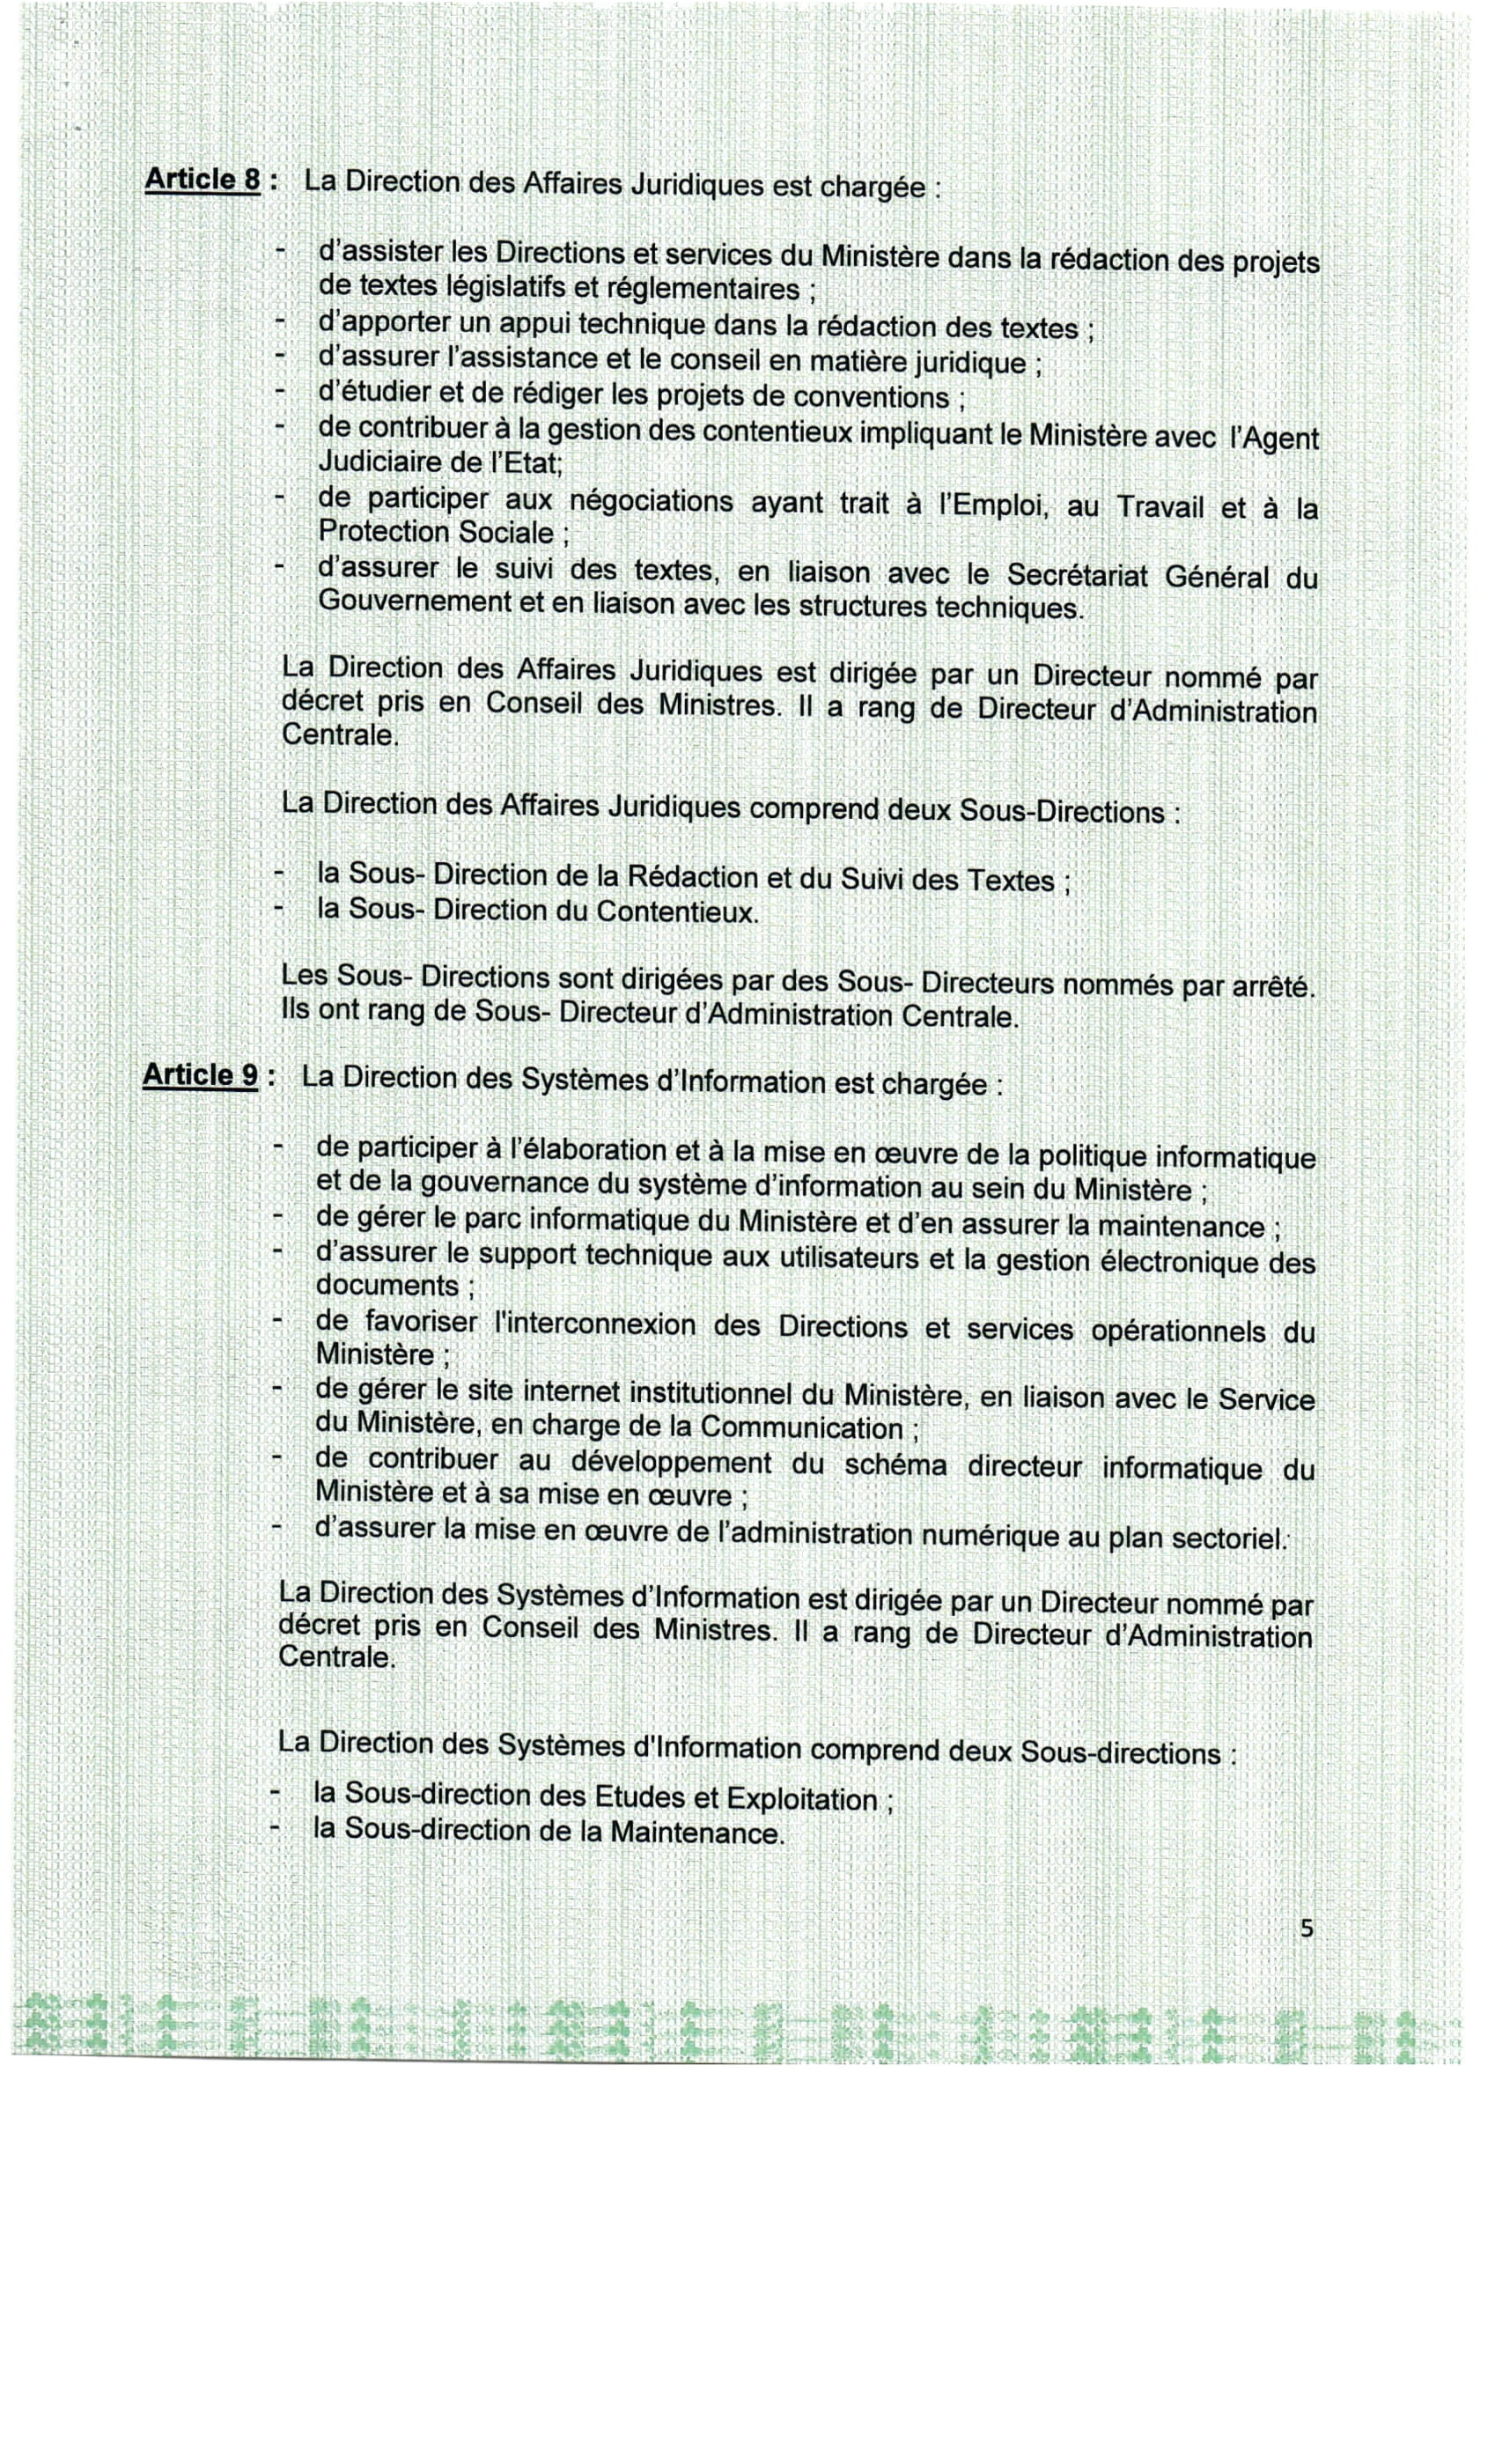 Article 8 : La Direction des Affaires Juridiques est chargée :
- d'assister les Directions et services du Ministère dans la rédaction des projets
de textes législatifs et réglementaires ;
- d'apporter un appui technique dans la rédaction des textes ;
- d'assurer l'assistance et le conseil en matière juridique ;
- d'étudier et de rédiger les projets de conventions ;
- de contribuer à la gestion des contentieux impliquant le Ministère avec l'Agent
Judiciaire de l'Etat;
- de participer aux négociations ayant trait à l'Emploi, au Travail et à la
Protection Sociale ;
- d'assurer le suivi des textes, en liaison avec le Secrétariat Général du
Gouvernement et en liaison avec les structures techniques.
La Direction des Affaires Juridiques est dirigée par un Directeur nommé par
décret pris en Conseil des Ministres. Il a rang de Directeur d'Administration
Centrale.
La Direction des Affaires Juridiques comprend deux Sous-Directions :
- la Sous- Direction de la Rédaction et du Suivi des Textes ;
- la Sous- Direction du Contentieux.
Les Sous- Directions sont dirigées par des Sous- Directeurs nommés par arrêté.
Ils ont rang de Sous- Directeur d'Administration Centrale.
Article 9 : La Direction des Systèmes d'Information est chargée :
- de participer à l'élaboration et à la mise en œuvre de la politique informatique
et de la gouvernance du système d'information au sein du Ministère ;
- de gérer le parc informatique du Ministère et d'en assurer la maintenance ;
- d'assurer le support technique aux utilisateurs et la gestion électronique des
documents ;
- de favoriser l'interconnexion des Directions et services opérationnels du
Ministère ;
- de gérer le site internet institutionnel du Ministère, en liaison avec le Service
du Ministère, en charge de la Communication ;
- de contribuer au développement du schéma directeur informatique du
Ministère et à sa mise en œuvre ;
- d'assurer la mise en œuvre de l'administration numérique au plan sectoriel.
La Direction des Systèmes d'Information est dirigée par un Directeur nommé par
décret pris en Conseil des Ministres. Il a rang de Directeur d'Administration
Centrale.
La Direction des Systèmes d'Information comprend deux Sous-directions :
- la Sous-direction des Etudes et Exploitation ;
- la Sous-direction de la Maintenance.
5